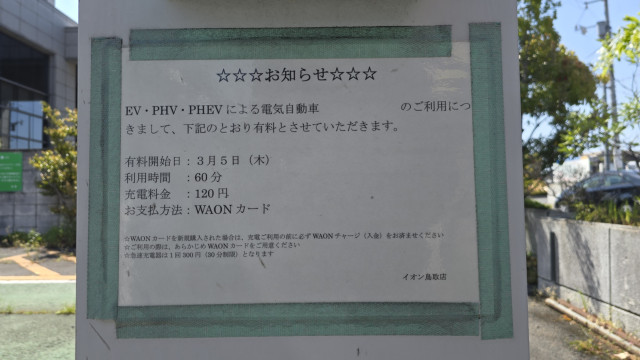 ☆☆☆お知らせ☆☆☆
EV・PHV・PHEVによる電気自動車 のご利用につ
きまして、下記のとおり有料とさせていただきます。
有料開始日：３月５日（木）
利用時間 ：60分
充電料金 ：120円
お支払方法：WAONカード
☆WAONカードを新規購入された場合は、充電ご利用の前に必ずWAONチャージ（入金）をお済ませください
☆ご利用の際は、あらかじめWAONカードをご用意ください
☆急速充電器は１回300円（30分制限）となります
イオン鳥取店